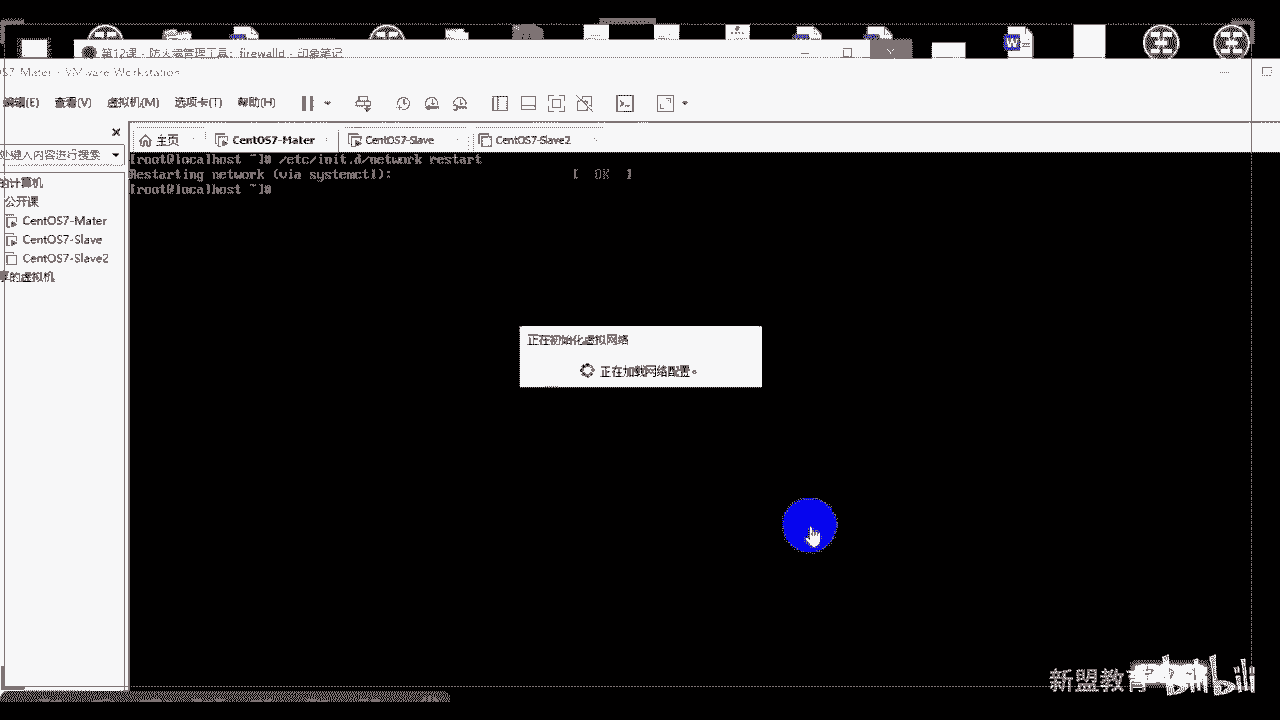 第12课 - 防火墙管理工具：firewalld - 印象笔记
OS7-Mater - VMware Workstation
编辑(E) 查看(V) 虚拟机(M) 选项卡(T) 帮助(H)
主页 CentOS7-Mater CentOS7-Slave CentOS7-Slave2
处键入内容进行搜索
的计算机
公开课
CentOS7-Mater
CentOS7-Slave
CentOS7-Slave2
享的虚拟机
[root@localhost ~]# /etc/init.d/network restart
Restarting network (via systemctl): [ OK ]
[root@localhost ~]#
正在初始化虚拟网络
正在加载网络配置。
新盟教育
bilibili